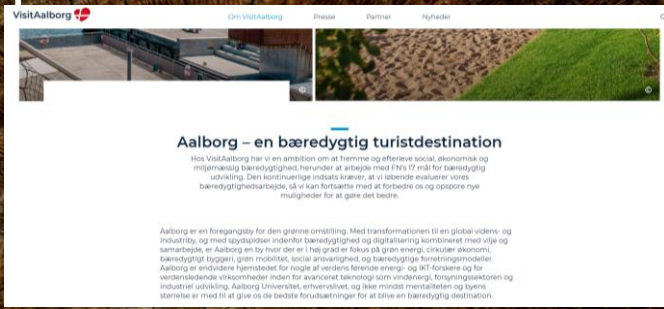 VisitAalborg
Om VisitAalborg Presse Partner Nyheder
© ©
Aalborg – en bæredygtig turistdestination
Hos VisitAalborg har vi en ambition om at fremme og efterleve social, økonomisk og
miljømæssig bæredygtighed, herunder at arbejde med FN's 17 mål for bæredygtig
udvikling. Den kontinuerlige indsats kræver, at vi løbende evaluerer vores
bæredygtighedsarbejde, så vi kan fortsætte med at forbedre os og opspore nye
muligheder for at gøre det bedre.
Aalborg er en foregangsby for den grønne omstilling. Med transformationen til en global videns- og
industriby, og med spydspidser indenfor bæredygtighed og digitalisering kombineret med vilje og
samarbejde, er Aalborg en by hvor der er i høj grad er fokus på grøn energi, cirkulær økonomi,
bæredygtigt byggeri, grøn mobilitet, social ansvarlighed, og bæredygtige forretningsmodeller.
Aalborg er endvidere hjemstedet for nogle af verdens førende energi- og IKT-forskere og for
verdensledende virksomheder inden for avanceret teknologi som vindenergi, forsyningssektoren og
industriel udvikling. Aalborg Universitet, erhvervslivet, og ikke mindst mentaliteten og byens
størrelse er med til at give os de bedste forudsætninger for at blive en bæredygtig destination.